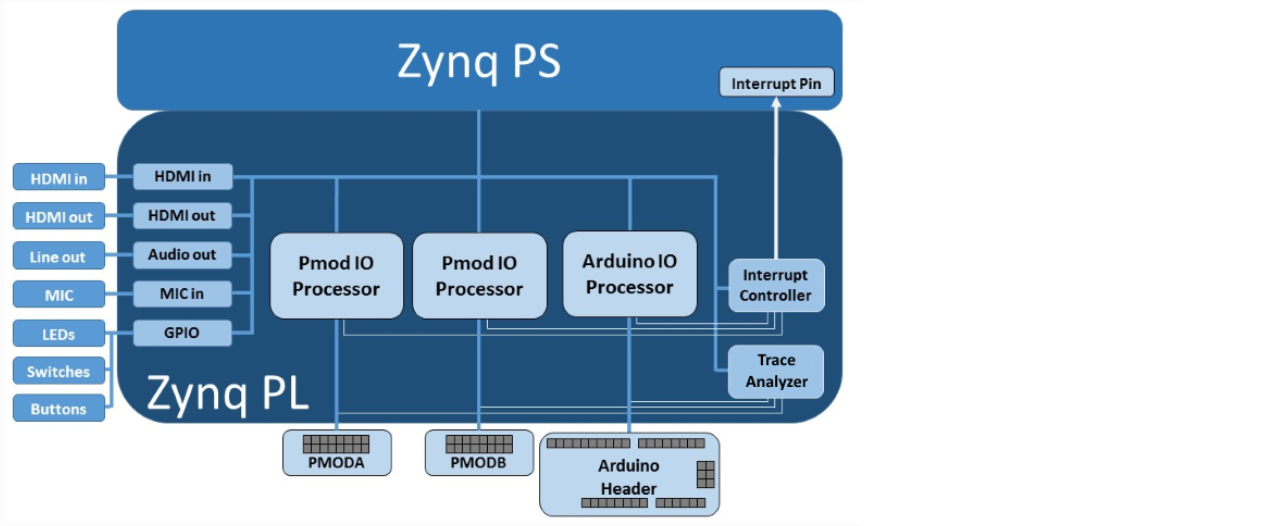 Zynq PS
Interrupt Pin
HDMI in
HDMI in
HDMI out
HDMI out
Line out
Audio out
MIC
MIC in
LEDs
GPIO
Switches
Buttons
Pmod IO
Processor
Pmod IO
Processor
Arduino IO
Processor
Interrupt
Controller
Trace
Analyzer
Zynq PL
PMODA
PMODB
Arduino
Header